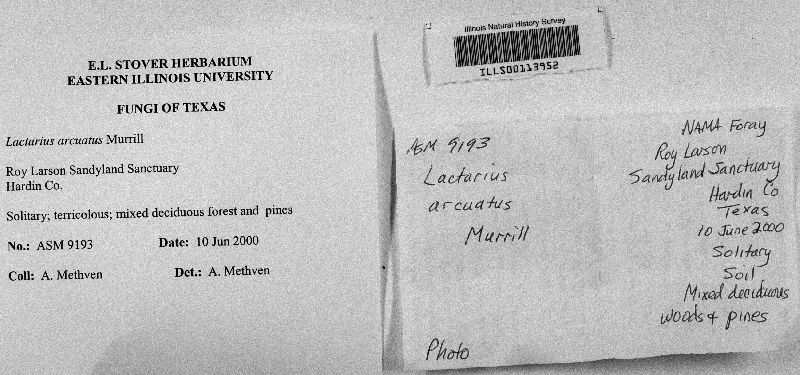 E.L. STOVER HERBARIUM
EASTERN ILLINOIS UNIVERSITY
FUNGI OF TEXAS
Lactarius arcuatus Murrill
Roy Larson Sandyland Sanctuary
Hardin Co.
Solitary; terricolous; mixed deciduous forest and pines
No.: ASM 9193 Date: 10 Jun 2000
Coll: A. Methven Det.: A. Methven
Illinois Natural History Survey
ILLS00113952
ASM 9193
Lactarius
arcuatus
Murrill
Photo
NAMA Foray
Roy Larson
Sandyland Sanctuary
Hardin Co
Texas
10 June 2000
Solitary
Soil
Mixed deciduous
woods & pines